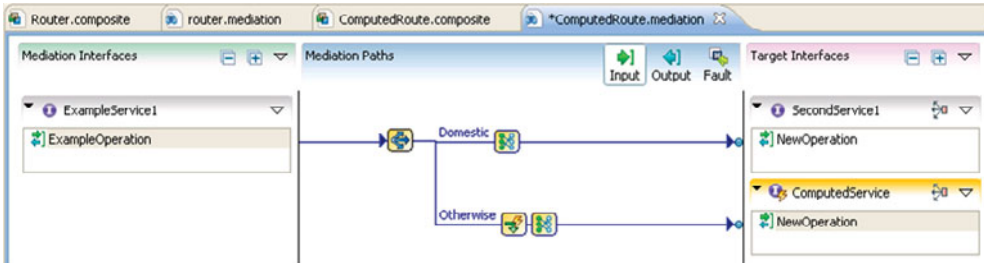 Router.composite router.mediation ComputedRoute.composite *ComputedRoute.mediation
Mediation Interfaces Mediation Paths Input Output Fault Target Interfaces
ExampleService1 SecondService1
ExampleOperation Domestic NewOperation
ComputedService
Otherwise NewOperation